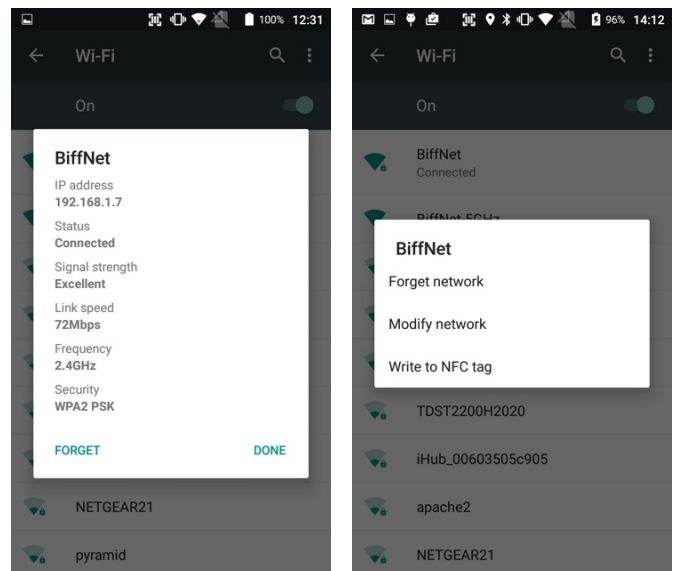 100% 12:31
Wi-Fi
On
BiffNet
IP address
192.168.1.7
Status
Connected
Signal strength
Excellent
Link speed
72Mbps
Frequency
2.4GHz
Security
WPA2 PSK
FORGET DONE
NETGEAR21
pyramid
96% 14:12
Wi-Fi
On
BiffNet
Connected
BiffNet 5GHz
BiffNet
Forget network
Modify network
Write to NFC tag
TDST2200H2020
iHub_00603505c905
apache2
NETGEAR21